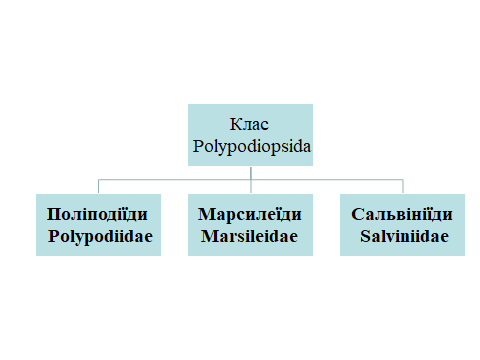 Клас
Polypodiopsida
Поліподіїди
Polypodiidae
Марсилеїди
Marsileidae
Сальвініїди
Salviniidae